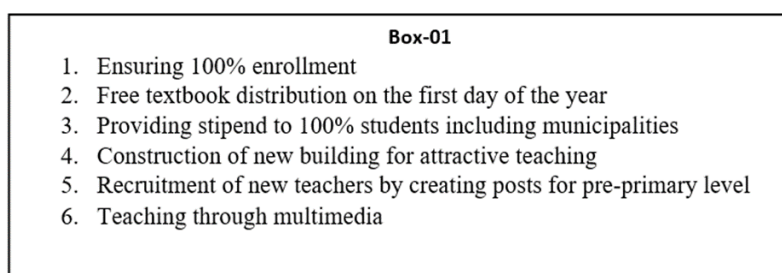 Box-01
1. Ensuring 100% enrollment
2. Free textbook distribution on the first day of the year
3. Providing stipend to 100% students including municipalities
4. Construction of new building for attractive teaching
5. Recruitment of new teachers by creating posts for pre-primary level
6. Teaching through multimedia